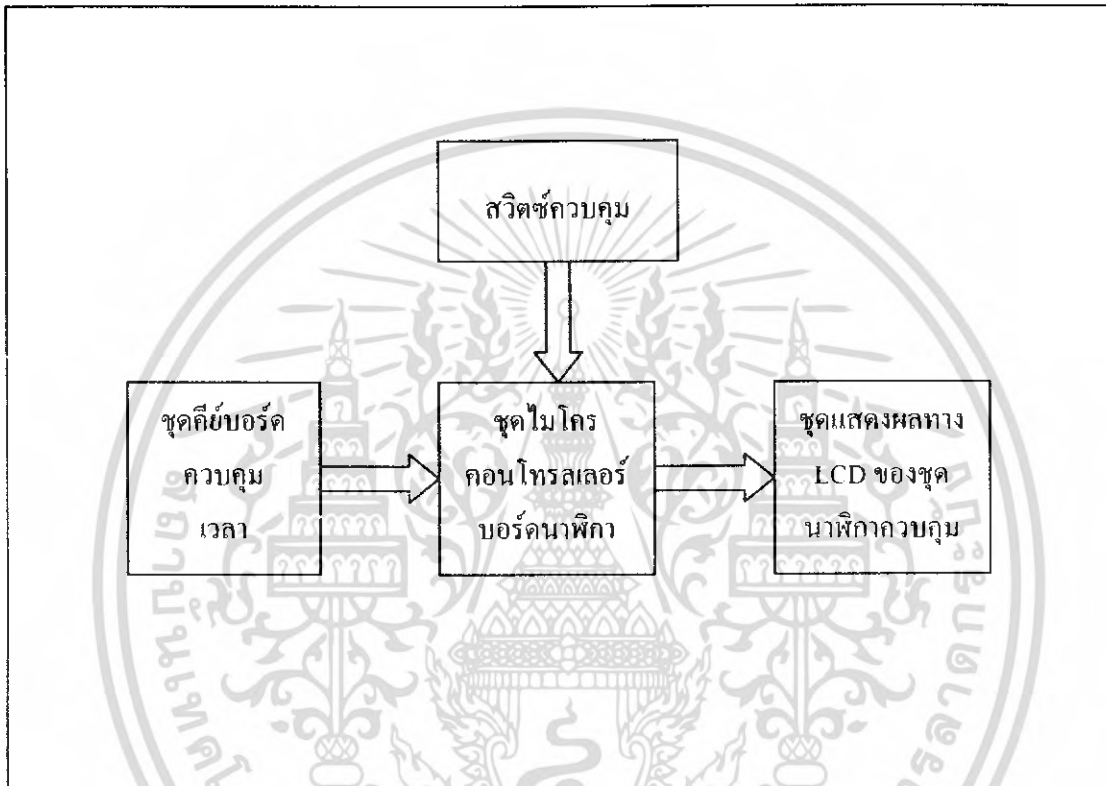 สวิตซ์ควบคุม
ชุดคีย์บอร์ด
ควบคุม
เวลา
ชุดไมโคร
คอนโทรลเลอร์
บอร์ดนาฬิกา
ชุดแสดงผลทาง
LCD ของชุด
นาฬิกาควบคุม